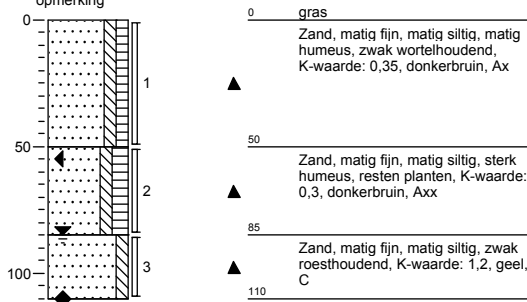 opmerking
0
0
gras
Zand, matig fijn, matig siltig, matig
humeus, zwak wortelhoudend,
K-waarde: 0,35, donkerbruin, Ax
1
50
50
Zand, matig fijn, matig siltig, sterk
humeus, resten planten, K-waarde:
0,3, donkerbruin, Axx
2
85
Zand, matig fijn, matig siltig, zwak
roesthoudend, K-waarde: 1,2, geel,
C
3
100
110